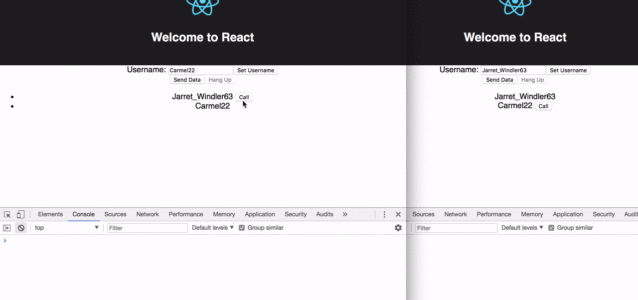 Welcome to React
Username: Carmel22 Set Username
Send Data Hang Up
Jarret_Windler63 Call
Carmel22
Elements Console Sources Network Performance Memory Application Security Audits »
top Filter Default levels Group similar
Welcome to React
Username: Jarret_Windler63 Set Username
Send Data Hang Up
Jarret_Windler63
Carmel22 Call
Sources Network Performance Memory Application Security Audi
Filter Default levels Group similar